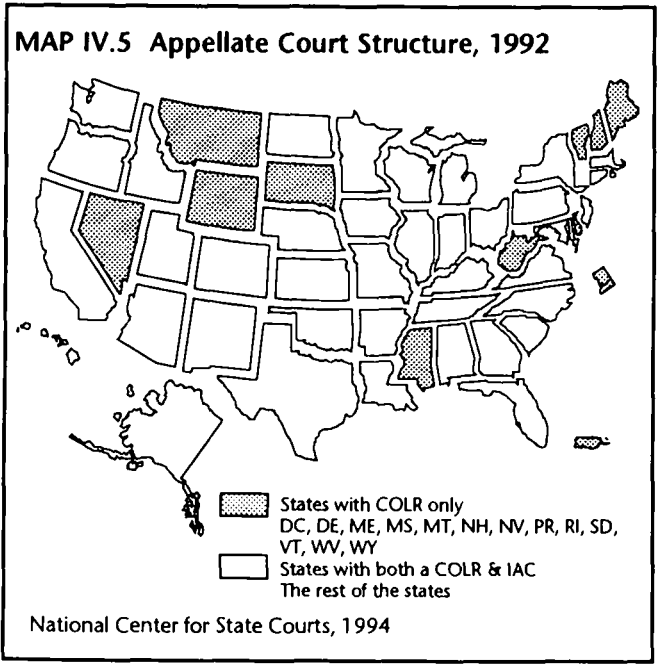 MAP IV.5 Appellate Court Structure, 1992
States with COLR only
DC, DE, ME, MS, MT, NH, NV, PR, RI, SD,
VT, WV, WY
States with both a COLR & IAC
The rest of the states
National Center for State Courts, 1994